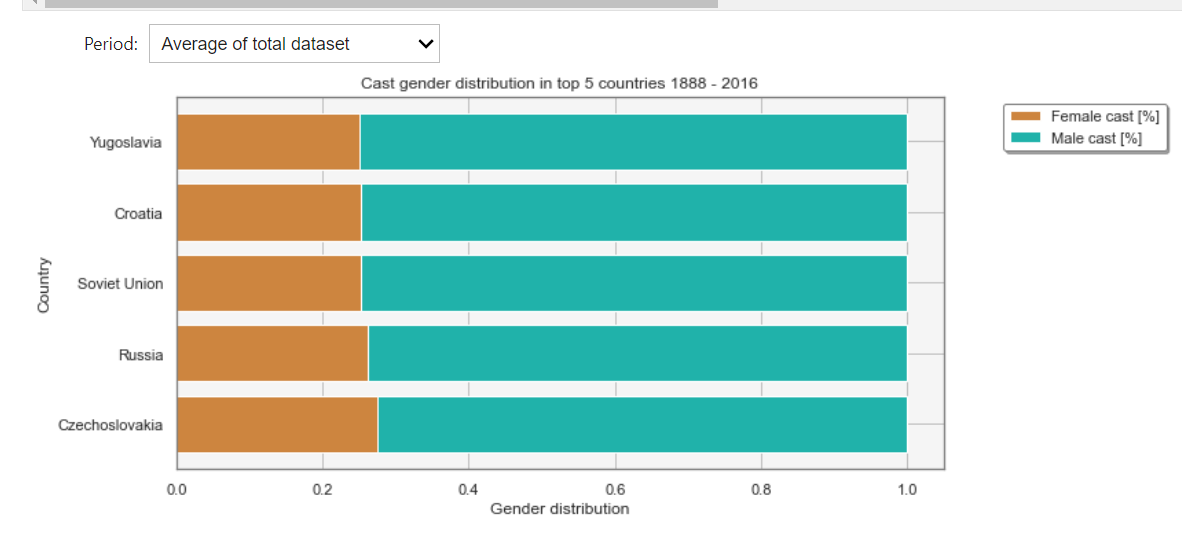 Period: Average of total dataset
Cast gender distribution in top 5 countries 1888 - 2016
Female cast [%]
Male cast [%]
Yugoslavia
Croatia
Soviet Union
Russia
Czechoslovakia
Country
0.0 0.2 0.4 0.6 0.8 1.0
Gender distribution